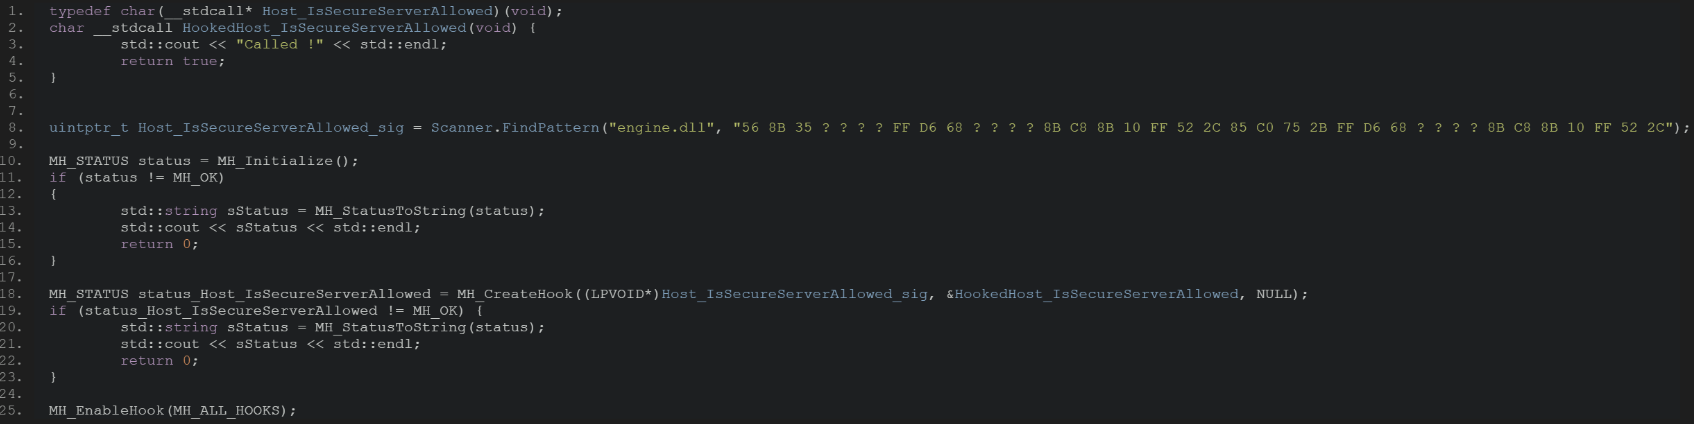 1. typedef char(__stdcall* Host_IsSecureServerAllowed)(void);
2. char __stdcall HookedHost_IsSecureServerAllowed(void) {
3. std::cout << "Called !" << std::endl;
4. return true;
5. }
6.
7.
8. uintptr_t Host_IsSecureServerAllowed_sig = Scanner.FindPattern("engine.dll", "56 8B 35 ? ? ? ? FF D6 68 ? ? ? ? 8B C8 8B 10 FF 52 2C 85 C0 75 2B FF D6 68 ? ? ? ? 8B C8 8B 10 FF 52 2C");
9.
10. MH_STATUS status = MH_Initialize();
11. if (status != MH_OK)
12. {
13. std::string sStatus = MH_StatusToString(status);
14. std::cout << sStatus << std::endl;
15. return 0;
16. }
17.
18. MH_STATUS status_Host_IsSecureServerAllowed = MH_CreateHook((LPVOID*)Host_IsSecureServerAllowed_sig, &HookedHost_IsSecureServerAllowed, NULL);
19. if (status_Host_IsSecureServerAllowed != MH_OK) {
20. std::string sStatus = MH_StatusToString(status);
21. std::cout << sStatus << std::endl;
22. return 0;
23. }
24.
25. MH_EnableHook(MH_ALL_HOOKS);